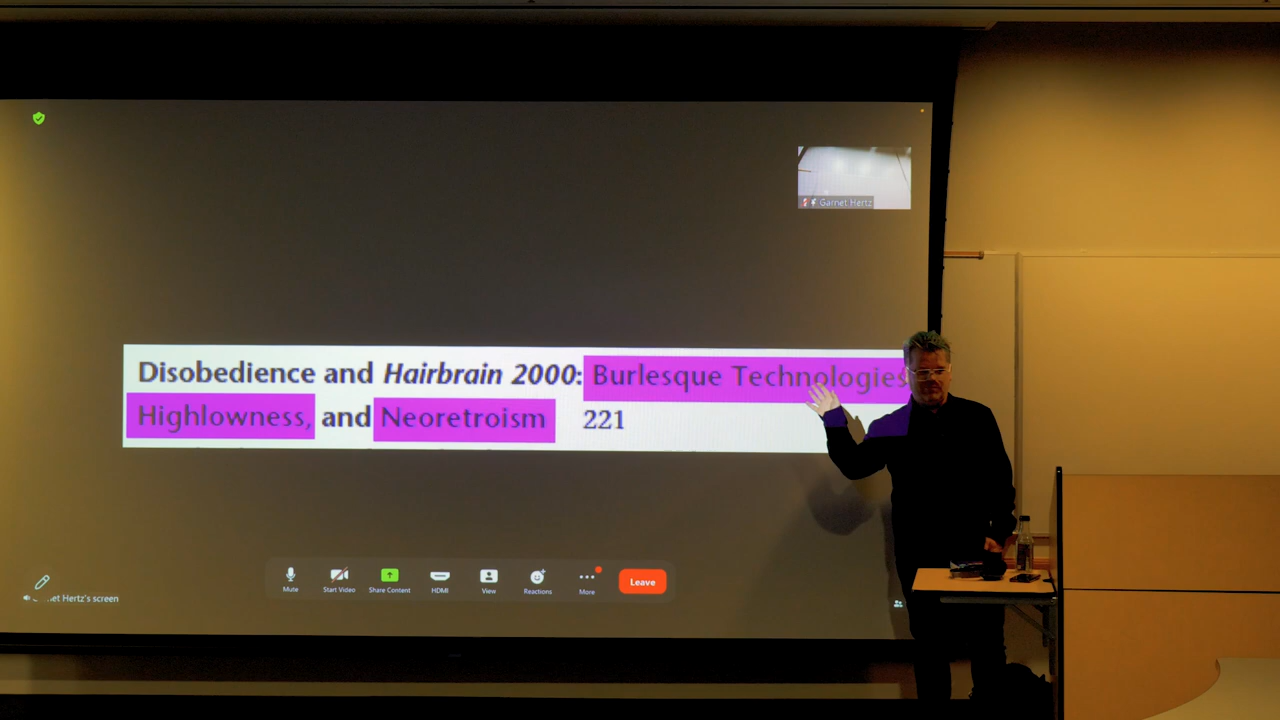 Garnet Hertz
Disobedience and Hairbrain 2000: Burlesque Technologies
Highlowness, and Neoretroism 221
Mute
Start Video
Share Content
HDMI
View
Reactions
More
Leave
et Hertz's screen